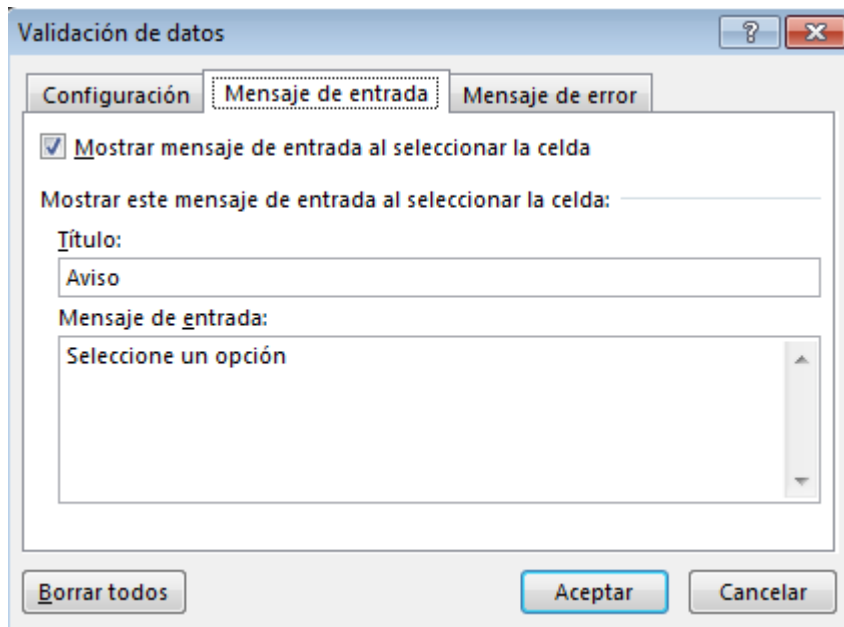 Validación de datos
Configuración Mensaje de entrada Mensaje de error
Mostrar mensaje de entrada al seleccionar la celda
Mostrar este mensaje de entrada al seleccionar la celda:
Título:
Aviso
Mensaje de entrada:
Seleccione un opción
Borrar todos Aceptar Cancelar